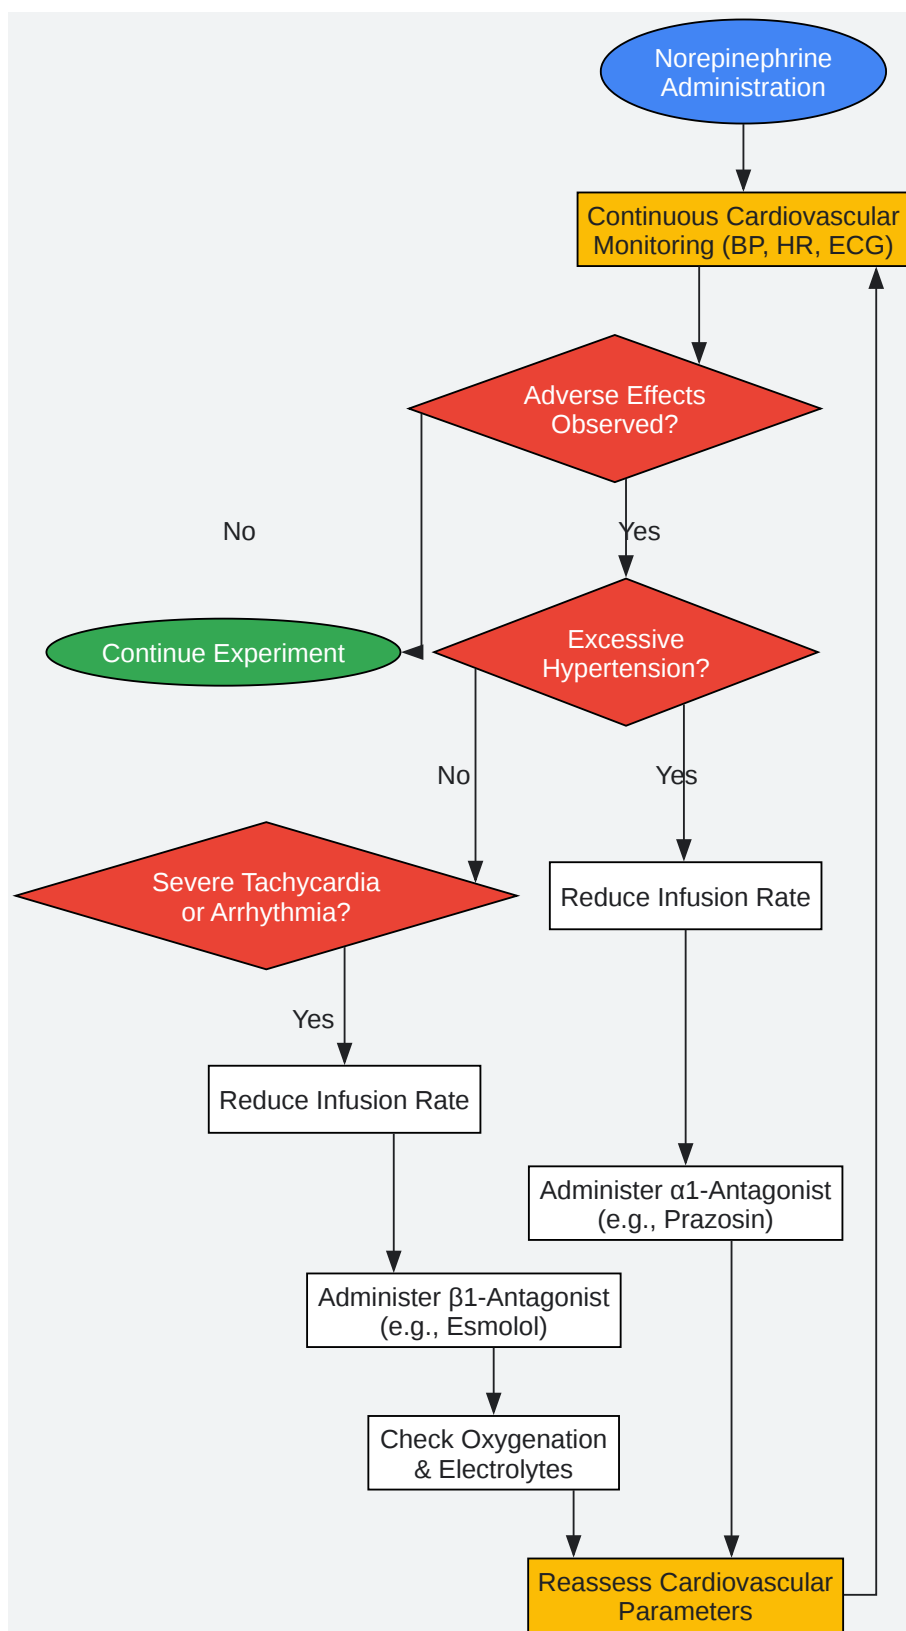 Norepinephrine
Administration
Continuous Cardiovascular
Monitoring (BP, HR, ECG)
Adverse Effects
Observed?
No
Yes
Continue Experiment
Excessive
Hypertension?
No
Yes
Severe Tachycardia
or Arrhythmia?
Reduce Infusion Rate
Yes
Reduce Infusion Rate
Administer α1-Antagonist
(e.g., Prazosin)
Administer β1-Antagonist
(e.g., Esmolol)
Check Oxygenation
& Electrolytes
Reassess Cardiovascular
Parameters